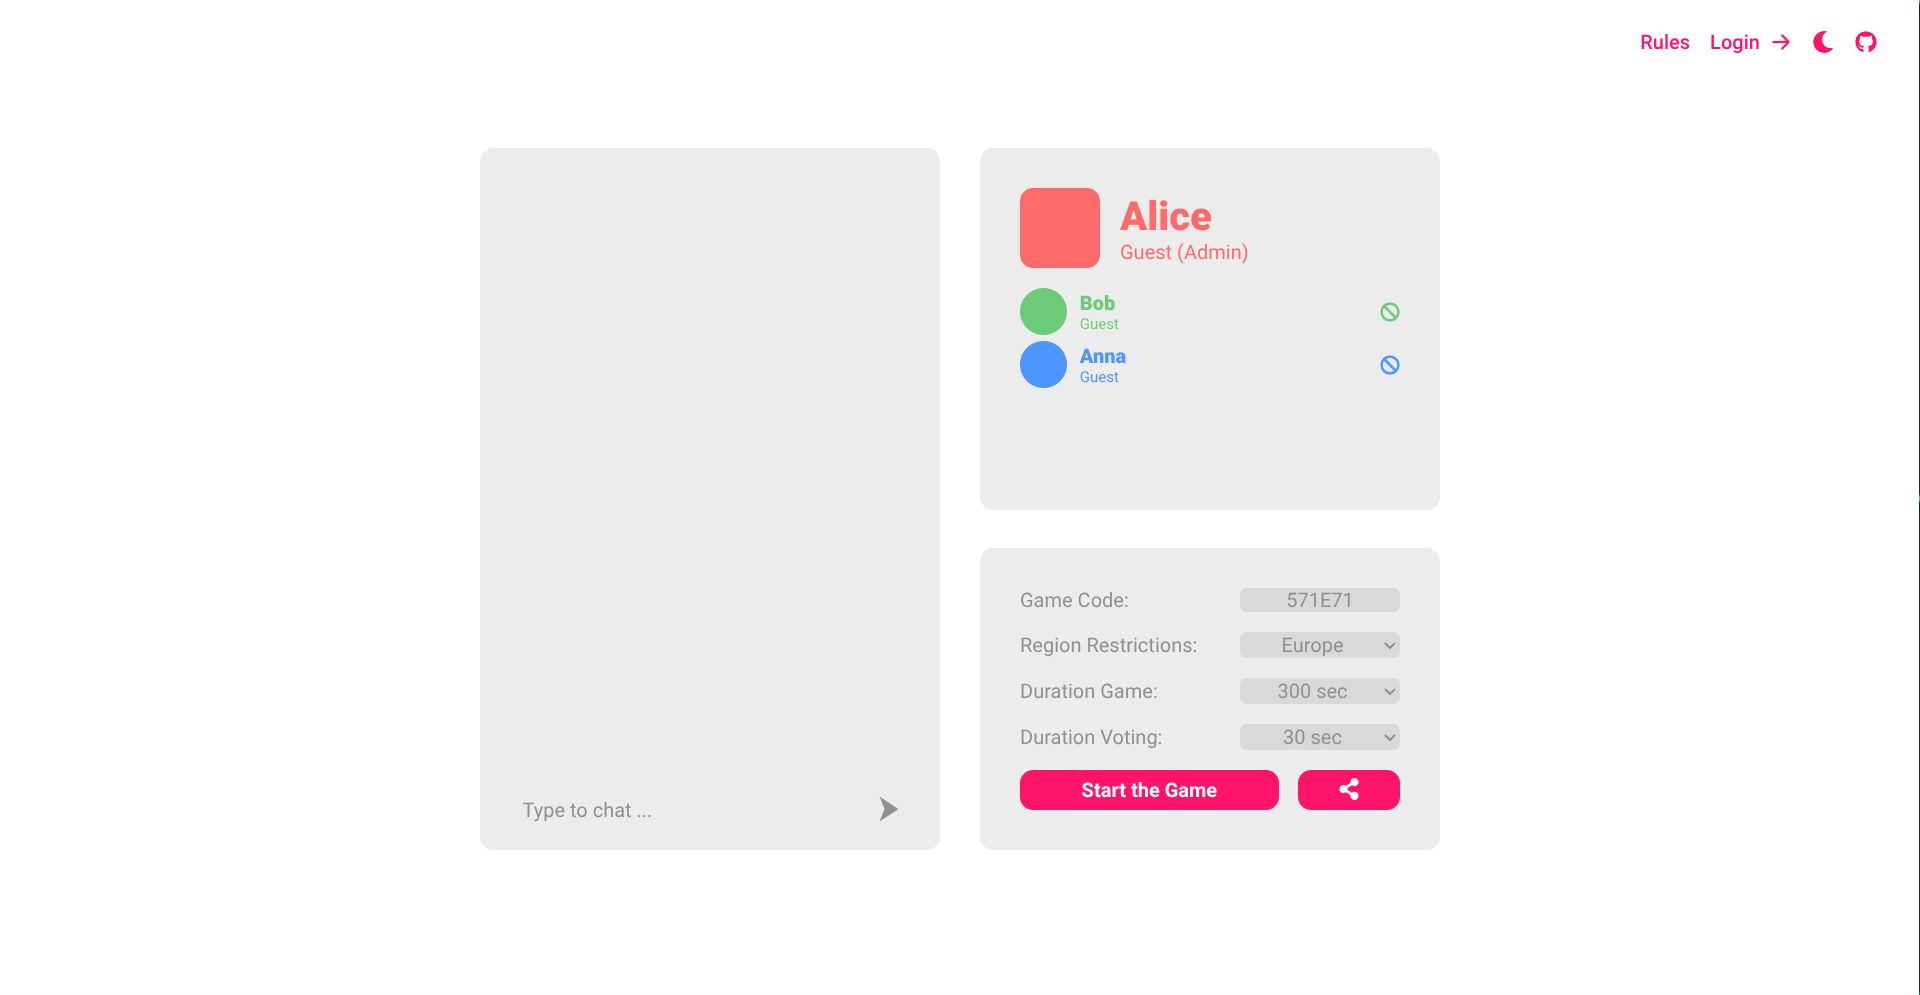 Rules Login
Alice
Guest (Admin)
Bob
Guest
Anna
Guest
Game Code: 571E71
Region Restrictions: Europe
Duration Game: 300 sec
Duration Voting: 30 sec
Start the Game
Type to chat ...